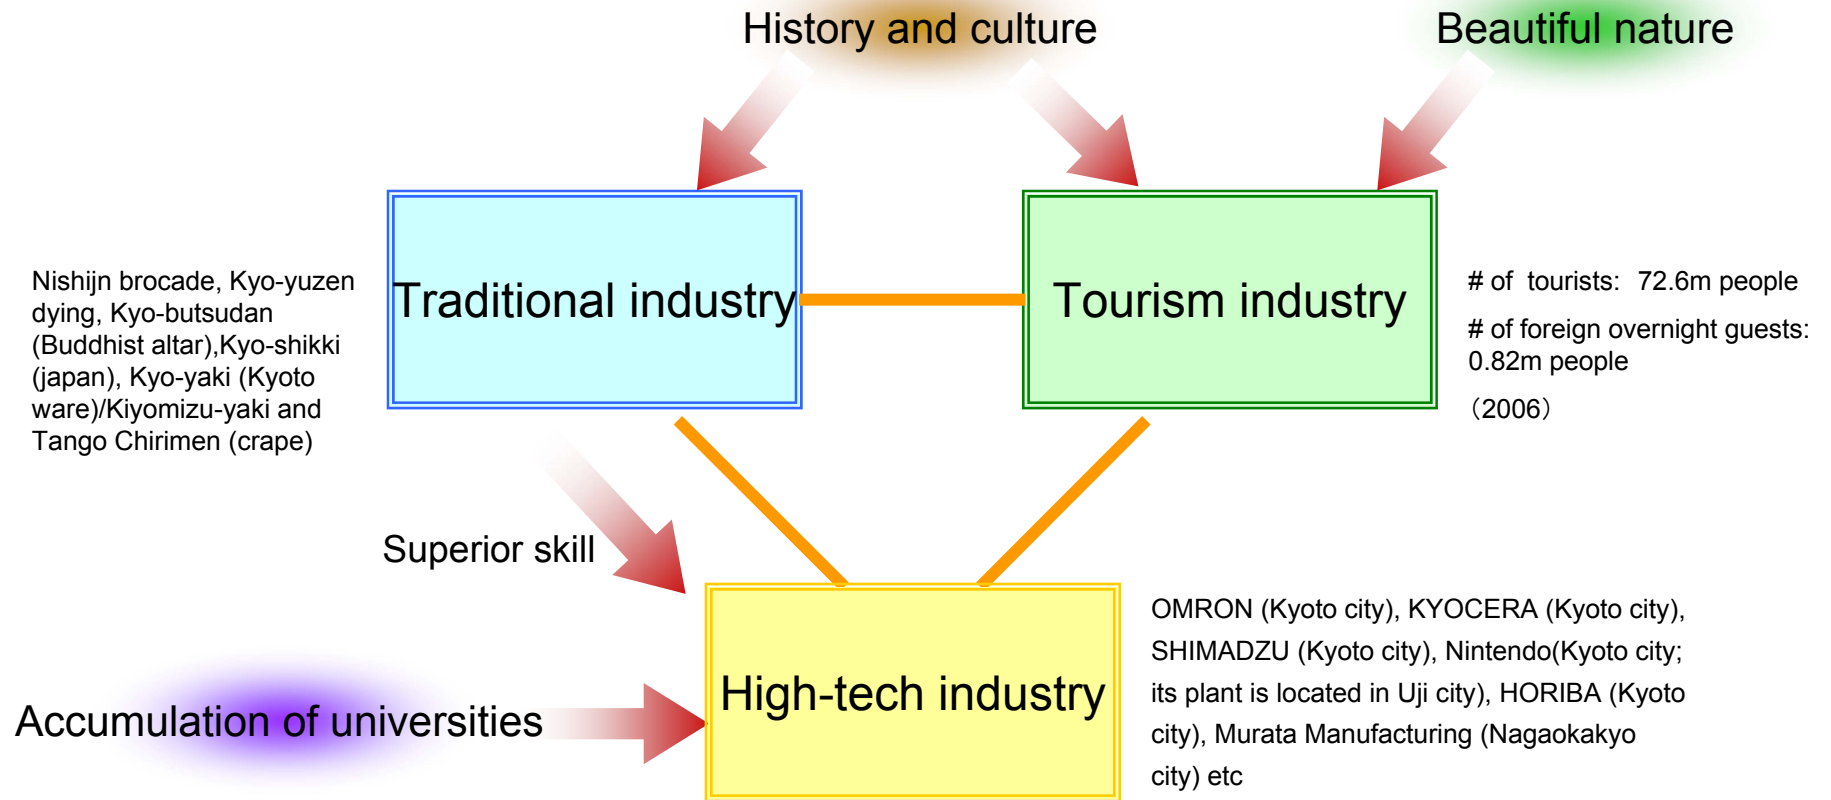 History and culture
Beautiful nature
Nishijn brocade, Kyo-yuzen
dying, Kyo-butsudan
(Buddhist altar),Kyo-shikki
(japan), Kyo-yaki (Kyoto
ware)/Kiyomizu-yaki and
Tango Chirimen (crape)
Traditional industry
Tourism industry
# of  tourists:  72.6m people
# of foreign overnight guests:
0.82m people
（2006）
Superior skill
Accumulation of universities
High-tech industry
OMRON (Kyoto city), KYOCERA (Kyoto city),
SHIMADZU (Kyoto city), Nintendo(Kyoto city;
its plant is located in Uji city), HORIBA (Kyoto
city), Murata Manufacturing (Nagaokakyo
city) etc